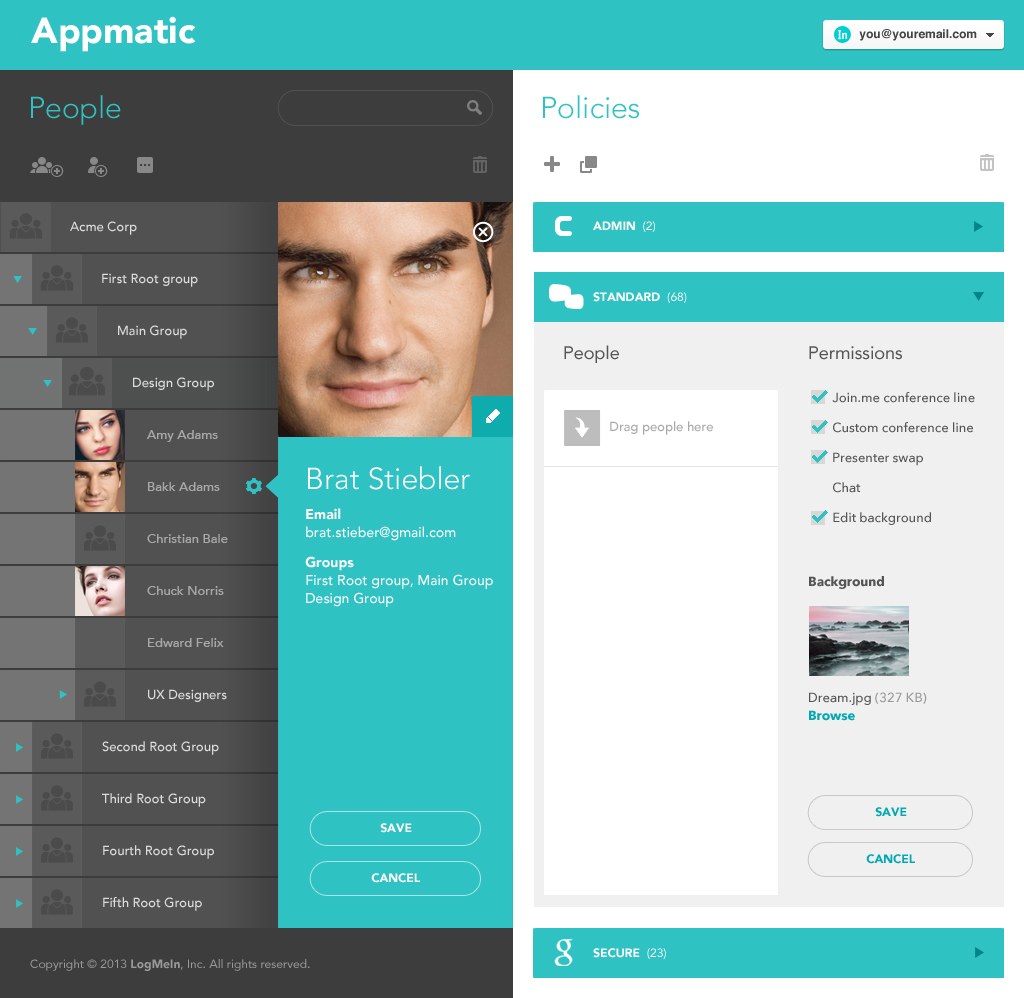 Appmatic
In you@youremail.com
People
Acme Corp
First Root group
Main Group
Design Group
Amy Adams
Bakk Adams
Christian Bale
Chuck Norris
Edward Felix
UX Designers
Second Root Group
Third Root Group
Fourth Root Group
Fifth Root Group
Brat Stiebler
Email
brat.stieber@gmail.com
Groups
First Root group, Main Group
Design Group
SAVE
CANCEL
Copyright © 2013 LogMeIn, Inc. All rights reserved.
Policies
ADMIN (2)
STANDARD (68)
People
Drag people here
Permissions
Join.me conference line
Custom conference line
Presenter swap
Chat
Edit background
Background
Dream.jpg (327 KB)
Browse
SAVE
CANCEL
g SECURE (23)